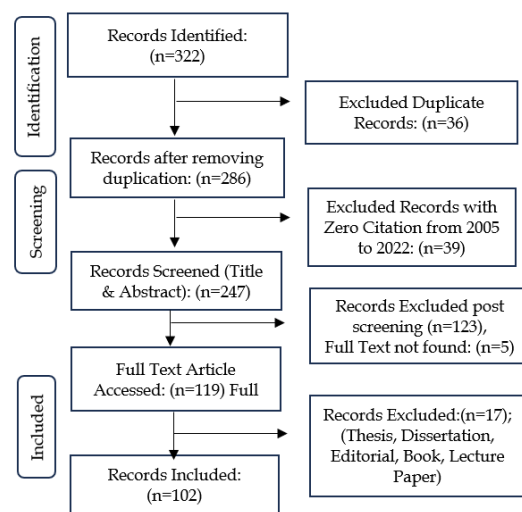 Identification
Records Identified:
(n=322)
Excluded Duplicate
Records: (n=36)
Records after removing
duplication: (n=286)
Screening
Excluded Records with
Zero Citation from 2005
to 2022: (n=39)
Records Screened (Title
& Abstract): (n=247)
Records Excluded post
screening (n=123),
Full Text not found: (n=5)
Full Text Article
Accessed: (n=119) Full
Included
Records Excluded:(n=17);
(Thesis, Dissertation,
Editorial, Book, Lecture
Paper)
Records Included:
(n=102)